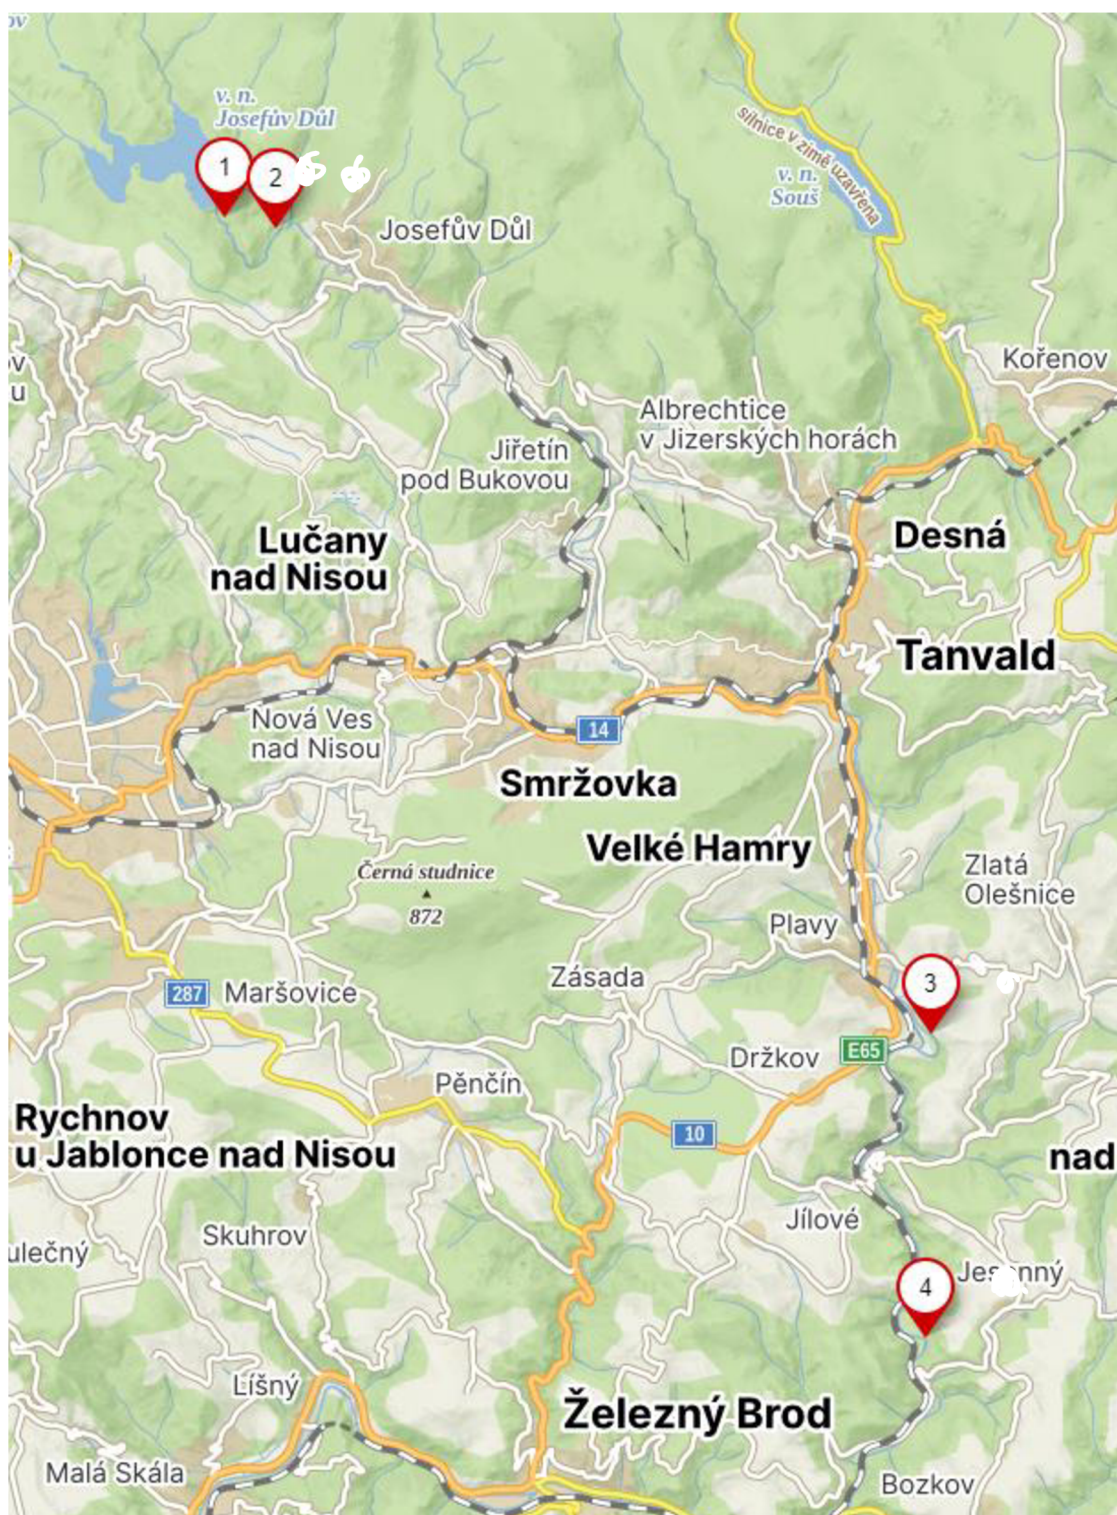 ov
v. n.
Josefův Důl
1
2
silnice v zimě uzavřena
v. n.
Souš
Josefův Důl
Kořenov
ov
u
Albrechtice
v Jizerských horách
Jiřetín
pod Bukovou
Lučany
nad Nisou
Desná
Tanvald
Nová Ves
nad Nisou
14
Smržovka
Velké Hamry
Zlatá
Olešnice
Černá studnice
872
Plavy
Zásada
3
287
Maršovice
E65
Držkov
Pěnčín
Rychnov
u Jablonce nad Nisou
10
nad
Jílové
Skuhrov
ulečný
4
Líšný
Železný Brod
Malá Skála
Bozkov